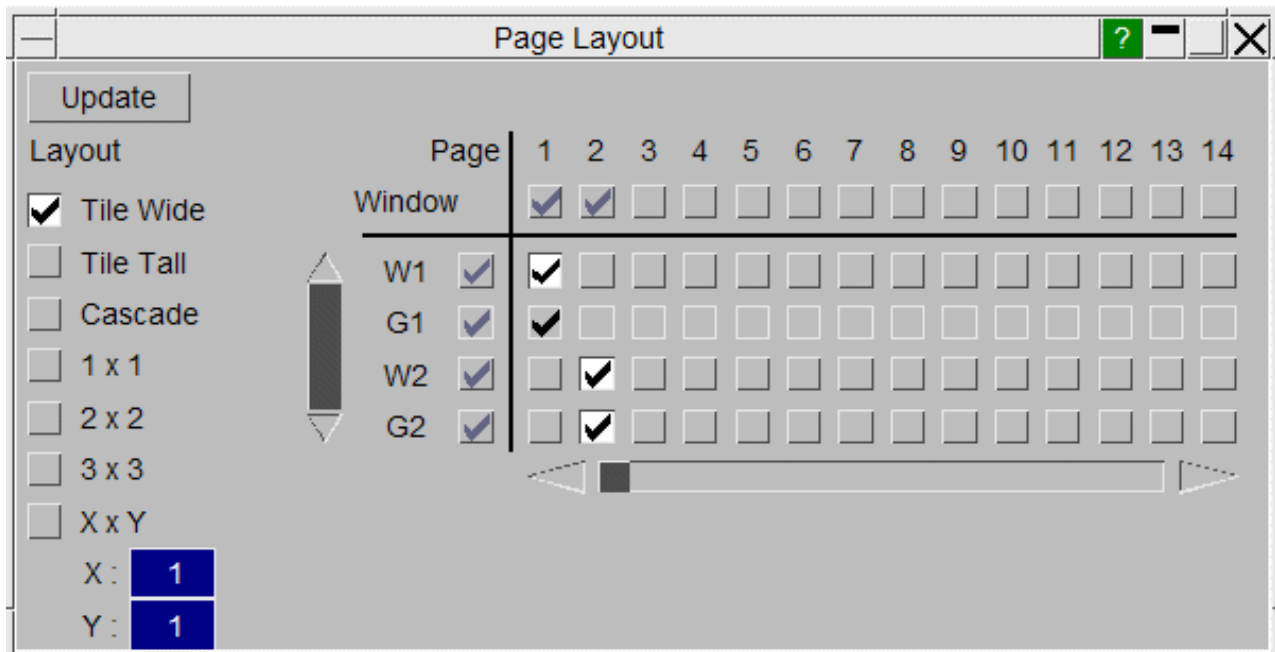 Page Layout ?
Update
Layout Page 1 2 3 4 5 6 7 8 9 10 11 12 13 14
Tile Wide Window
Tile Tall W1
Cascade G1
1 x 1 W2
2 x 2 G2
3 x 3
X x Y
X : 1
Y : 1